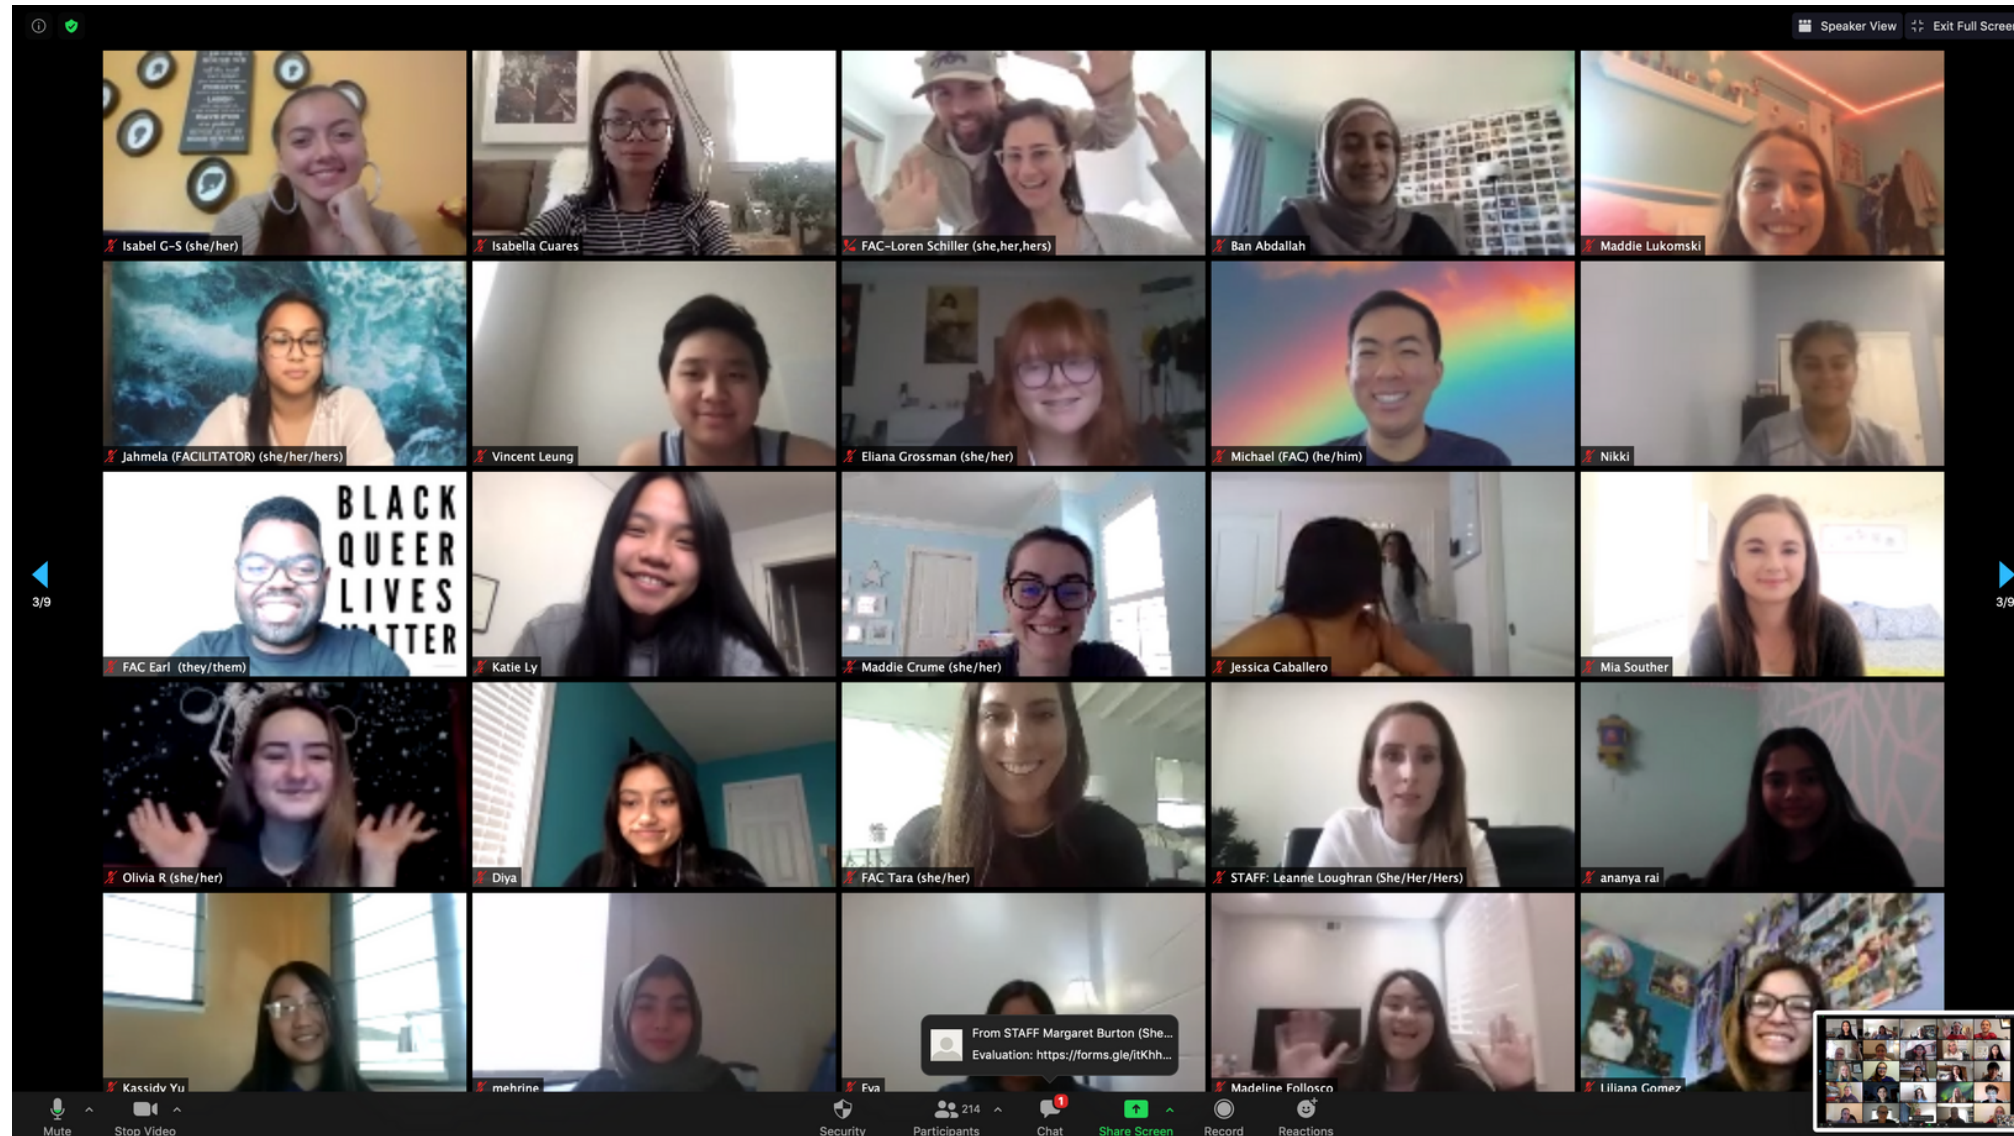 Speaker View
Exit Full Screen
Isabel G-S (she/her)
Isabella Cuares
FAC-Loren Schiller (she,her,hers)
Ban Abdallah
Maddie Lukomski
Jahmela (FACILITATOR) (she/her/hers)
Vincent Leung
Eliana Grossman (she/her)
Michael (FAC) (he/him)
Nikki
BLACK
QUEER
LIVES
MATTER
3/9
3/9
FAC Earl (they/them)
Katie Ly
Maddie Crume (she/her)
Jessica Caballero
Mia Souther
Olivia R (she/her)
Diya
FAC Tara (she/her)
STAFF: Leanne Loughran (She/Her/Hers)
ananya rai
From STAFF Margaret Burton (She...
Evaluation: https://forms.gle/itKhh...
Kassidy Yu
mehrine
Eva
Madeline Follosco
Liliana Gomez
214
1
Mute
Stop Video
Security
Participants
Chat
Share Screen
Record
Reactions